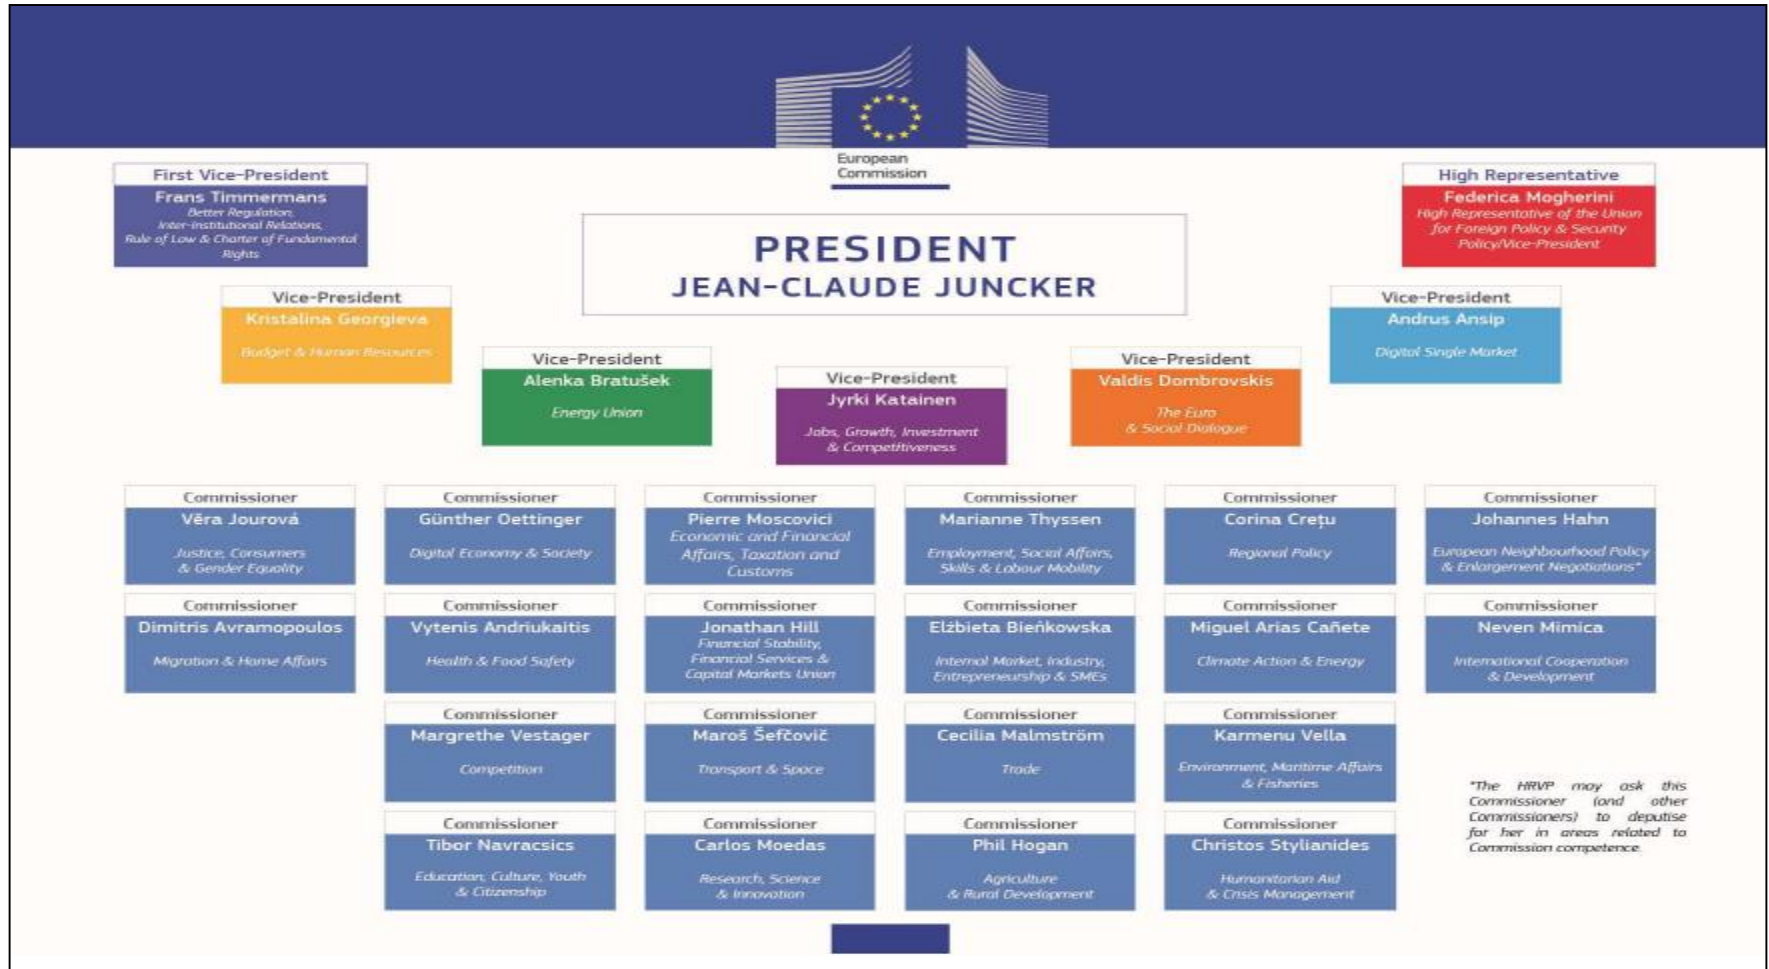 European
Commission
First Vice-President
Frans Timmermans
Better Regulation,
Inter-Institutional Relations,
Rule of Law & Charter of Fundamental
Rights
High Representative
Federica Mogherini
High Representative of the Union
for Foreign Policy & Security
Policy/Vice-President
PRESIDENT
JEAN-CLAUDE JUNCKER
Vice-President
Kristalina Georgieva
Budget & Human Resources
Vice-President
Andrus Ansip
Digital Single Market
Vice-President
Alenka Bratušek
Energy Union
Vice-President
Jyrki Katainen
Jobs, Growth, Investment
& Competitiveness
Vice-President
Valdis Dombrovskis
The Euro
& Social Dialogue
Commissioner
Věra Jourová
Justice, Consumers
& Gender Equality
Commissioner
Günther Oettinger
Digital Economy & Society
Commissioner
Pierre Moscovici
Economic and Financial
Affairs, Taxation and
Customs
Commissioner
Marianne Thyssen
Employment, Social Affairs,
Skills & Labour Mobility
Commissioner
Corina Crețu
Regional Policy
Commissioner
Johannes Hahn
European Neighbourhood Policy
& Enlargement Negotiations*
Commissioner
Dimitris Avramopoulos
Migration & Home Affairs
Commissioner
Vytenis Andriukaitis
Health & Food Safety
Commissioner
Jonathan Hill
Financial Stability,
Financial Services &
Capital Markets Union
Commissioner
Elżbieta Bieńkowska
Internal Market, Industry,
Entrepreneurship & SMEs
Commissioner
Miguel Arias Cañete
Climate Action & Energy
Commissioner
Neven Mimica
International Cooperation
& Development
Commissioner
Margrethe Vestager
Competition
Commissioner
Maroš Šefčovič
Transport & Space
Commissioner
Cecilia Malmström
Trade
Commissioner
Karmenu Vella
Environment, Maritime Affairs
& Fisheries
Commissioner
Tibor Navracsics
Education, Culture, Youth
& Citizenship
Commissioner
Carlos Moedas
Research, Science
& Innovation
Commissioner
Phil Hogan
Agriculture
& Rural Development
Commissioner
Christos Stylianides
Humanitarian Aid
& Crisis Management
*The HRVP may ask this
Commissioner (and other
Commissioners) to deputise
for her in areas related to
Commission competence.